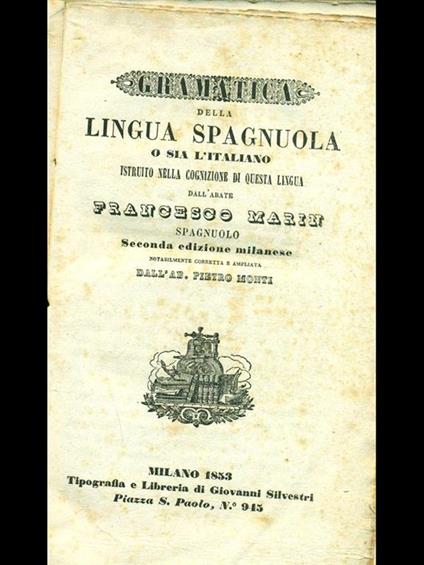 GRAMATICA
DELLA
LINGUA SPAGNUOLA
O SIA L'ITALIANO
ISTRUITO NELLA COGNIZIONE DI QUESTA LINGUA
DALL'ABATE
FRANCESCO MARIN
SPAGNUOLO
Seconda edizione milanese
NOTABILMENTE CORRETTA E AMPLIATA
DALL'AB. PIETRO MONTI
MILANO 1853
Tipografia e Libreria di Giovanni Silvestri
Piazza S. Paolo, N.° 945